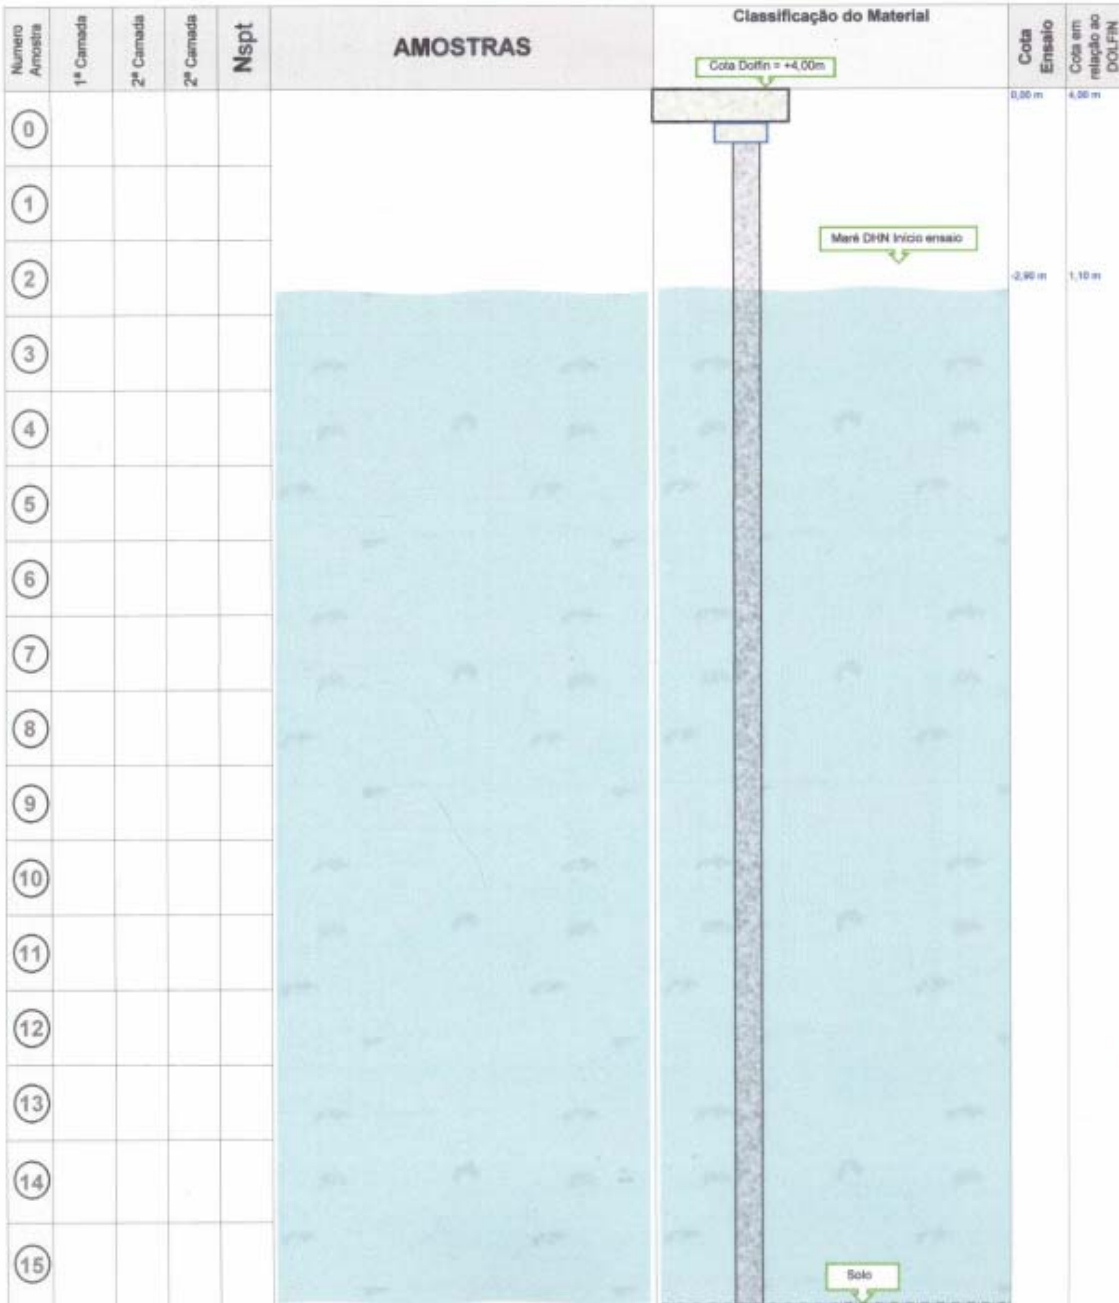 Numero Amostra
1ª Camada
2ª Camada
2ª Camada
Nspt
AMOSTRAS
Classificação do Material
Cota Ensaio
Cota em relação ao DOLFIN
Cota Dolfin = +4,00m
0,00 m
4,00 m
0
1
Maré DHN Início ensaio
2
-2,90 m
1,10 m
3
4
5
6
7
8
9
10
11
12
13
14
15
Solo